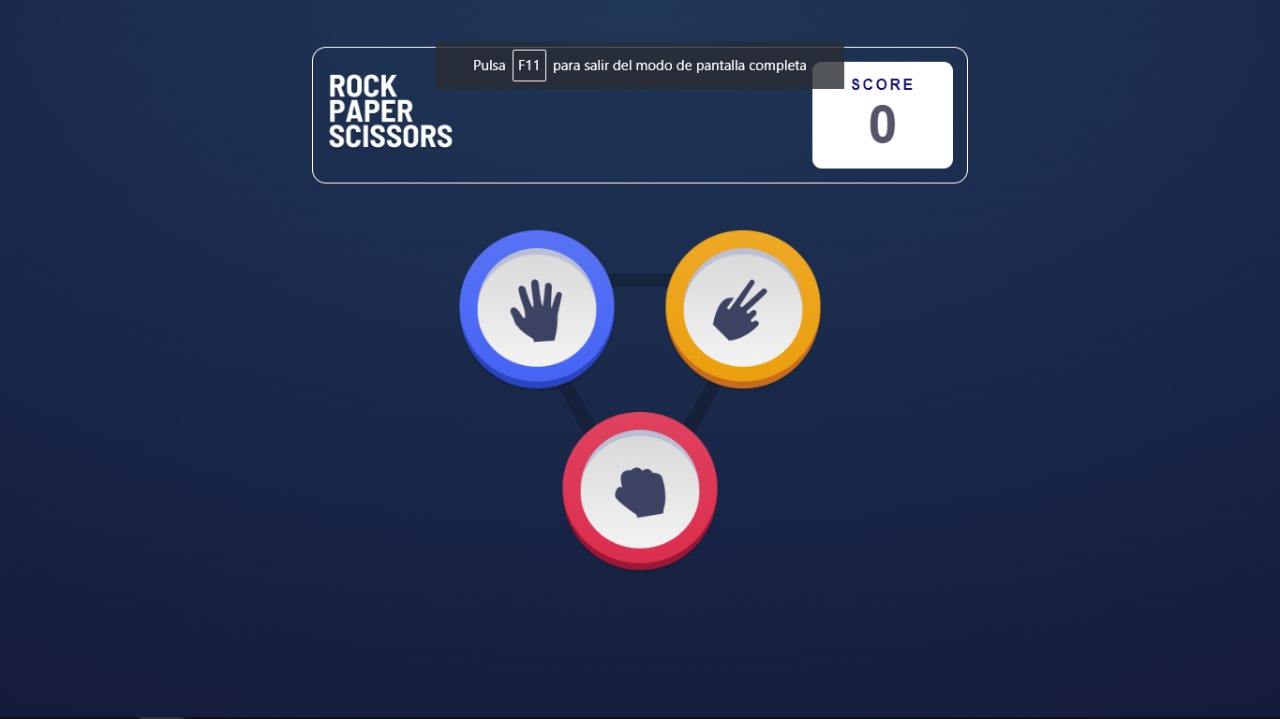 Pulsa F11 para salir del modo de pantalla completa
ROCK
PAPER
SCISSORS
SCORE
0